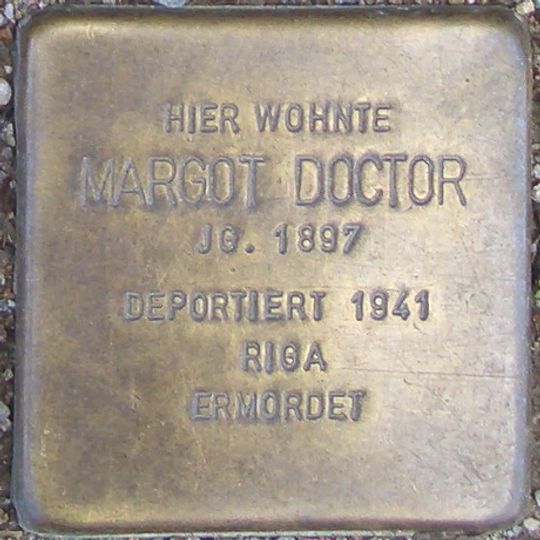 HIER WOHNTE
MARGOT DOCTOR
JG. 1897
DEPORTIERT 1941
RIGA
ERMORDET